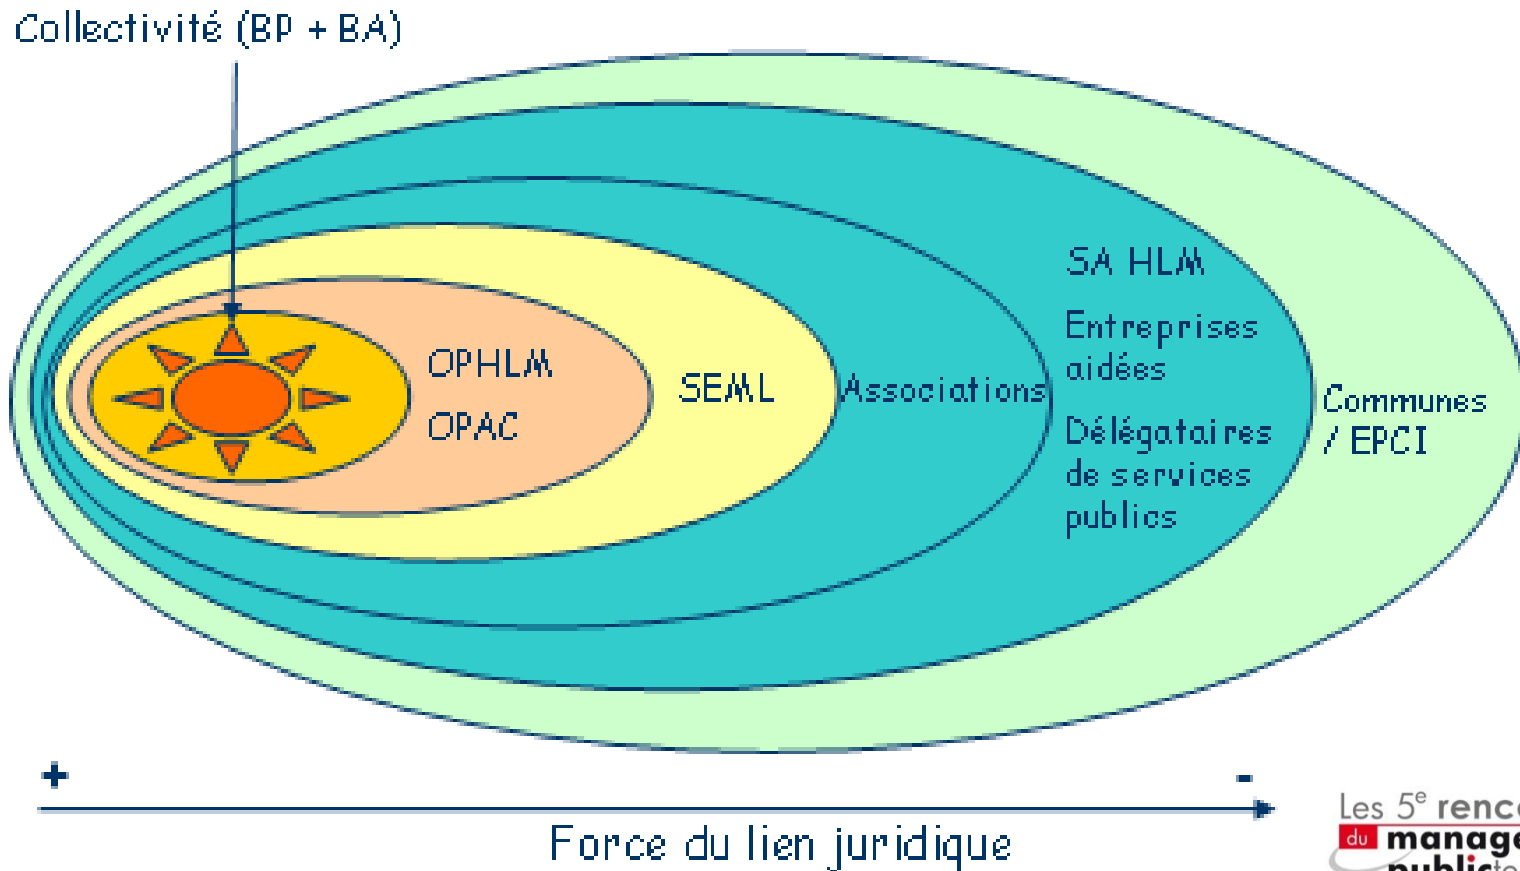 Collectivité (BP + BA)
OPHLM
OPAC
SEML
Associations
SA HLM
Entreprises
aidées
Délégataires
de services
publics
Communes
/ EPCI
+
-
Force du lien juridique
Les 5e
du